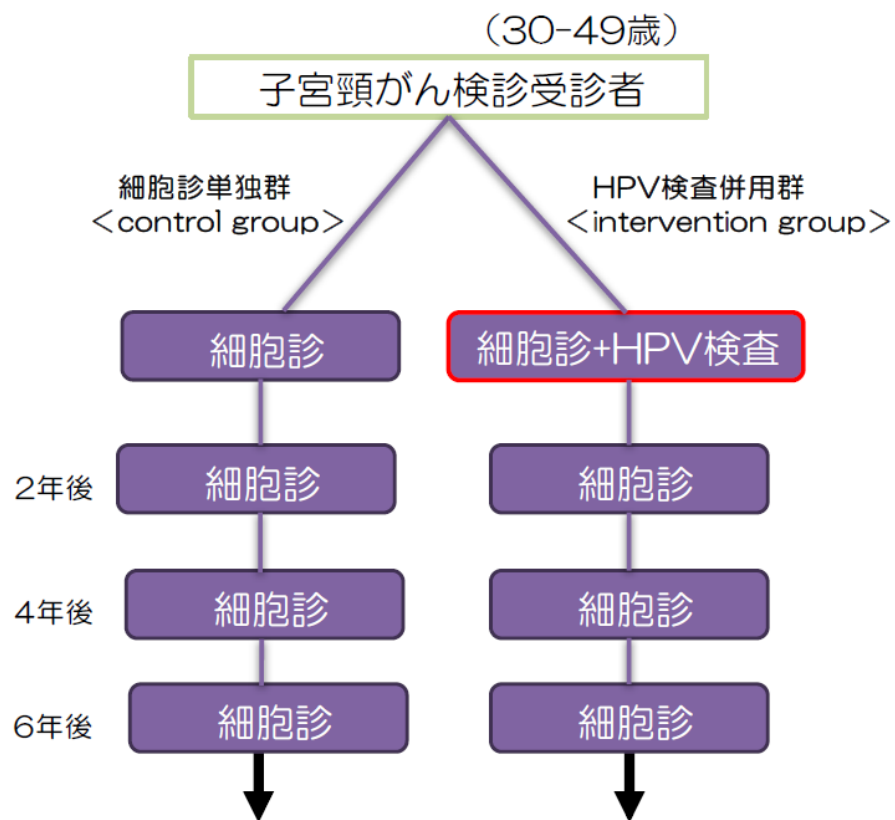 （30-49歳）
子宮頸がん検診受診者
細胞診単独群
＜control group＞
HPV検査併用群
＜intervention group＞
細胞診
細胞診+HPV検査
2年後
細胞診
細胞診
4年後
細胞診
細胞診
6年後
細胞診
細胞診